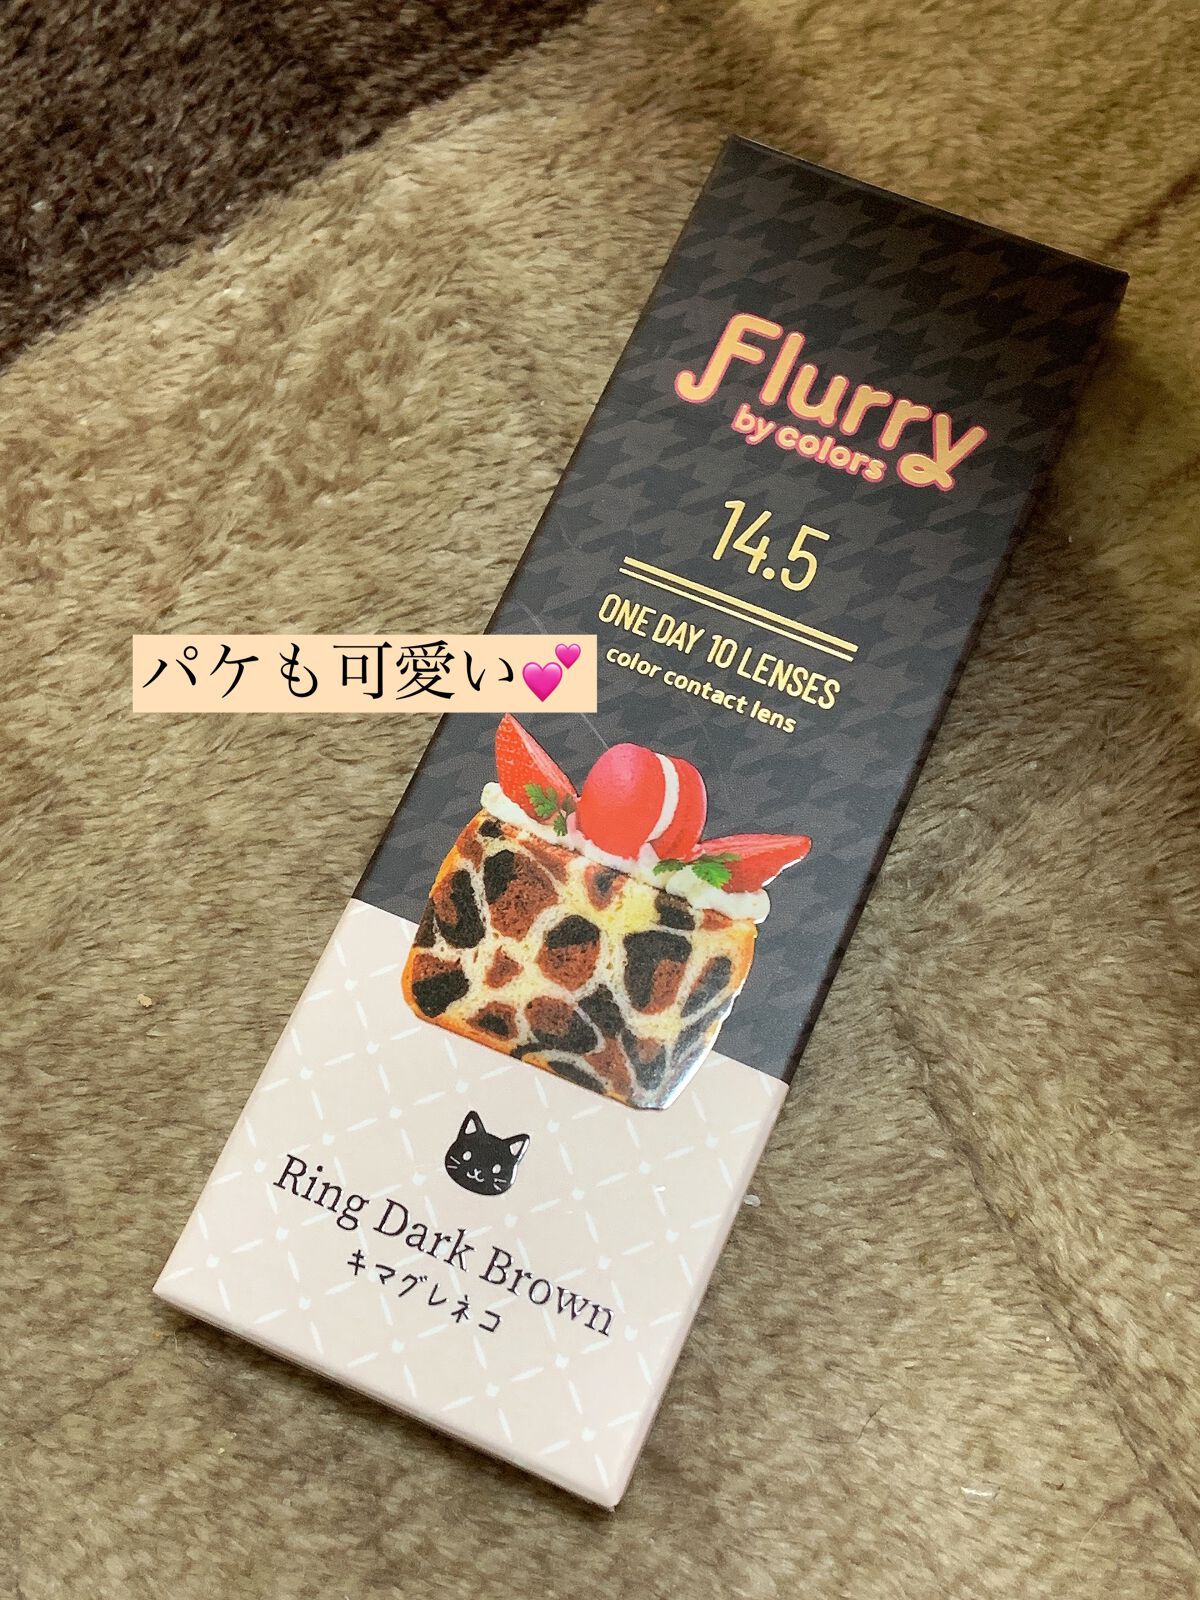 Flurry
by colors
14.5
ONE DAY 10 LENSES
color contact lens
パケも可愛い💕
Ring Dark Brown
キマグレネコ